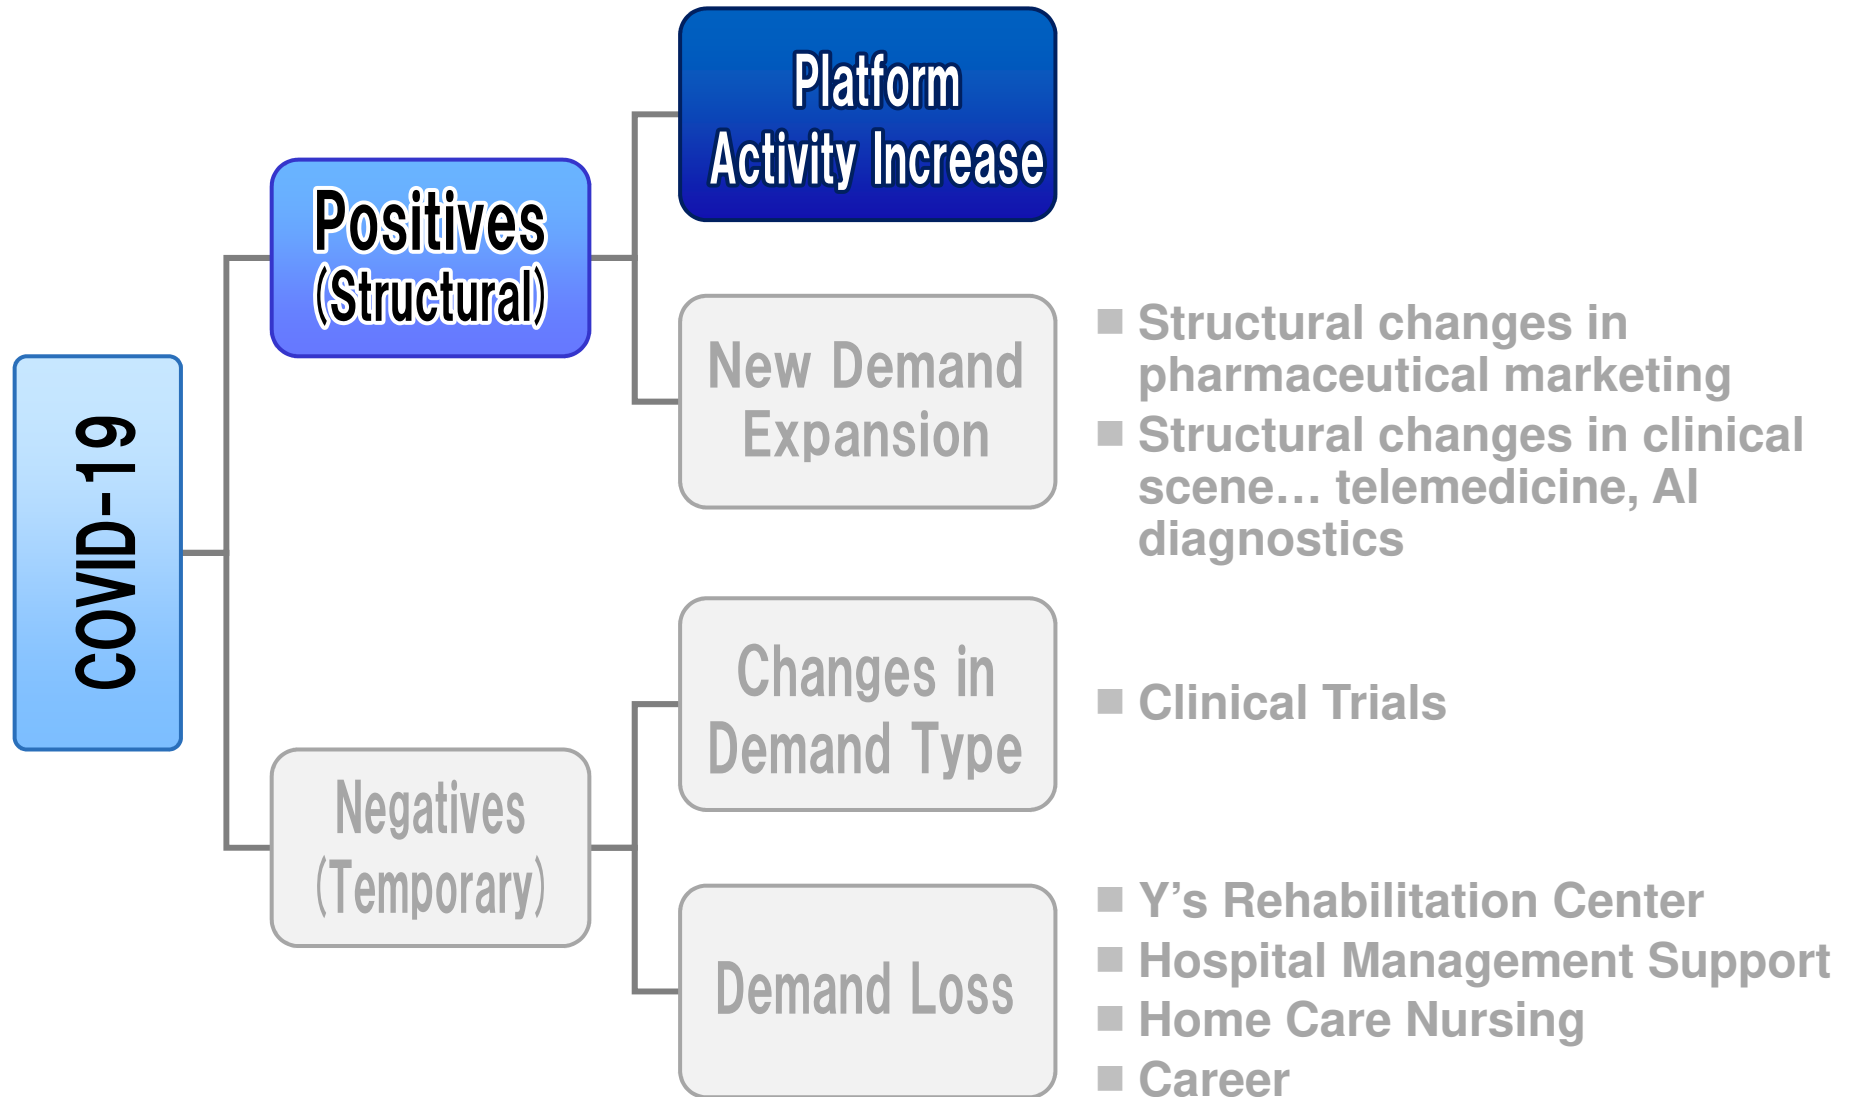 COVID-19
Positives
(Structural)
Platform
Activity Increase
New Demand
Expansion
■ Structural changes in
pharmaceutical marketing
■ Structural changes in clinical
scene… telemedicine, AI
diagnostics
Negatives
(Temporary)
Changes in
Demand Type
■ Clinical Trials
Demand Loss
■ Y’s Rehabilitation Center
■ Hospital Management Support
■ Home Care Nursing
■ Career